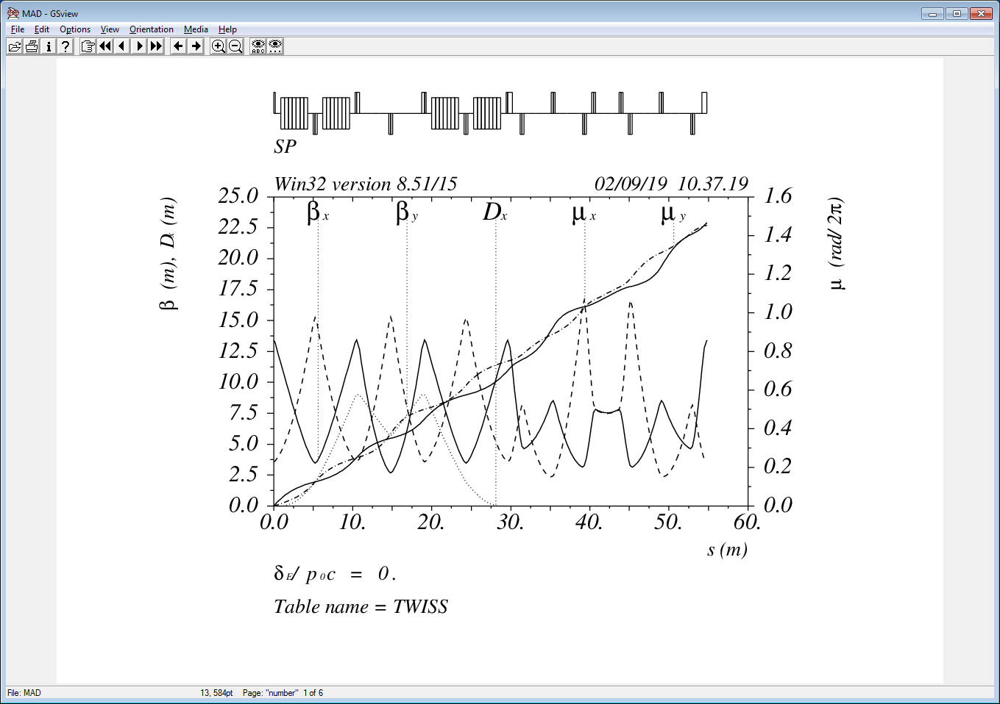 MAD - GSview
File Edit Options View Orientation Media Help
ABC
SP
Win32 version 8.51/15 02/09/19 10.37.19
β (m), Dx (m)
25.0
22.5
20.0
17.5
15.0
12.5
10.0
7.5
5.0
2.5
0.0
βx βy Dx μx μy
1.6
1.4
1.2
1.0
0.8
0.6
0.4
0.2
0.0
μ (rad/2π)
0.0 10. 20. 30. 40. 50. 60.
s (m)
δE/p0c = 0.
Table name = TWISS
File: MAD 13, 584pt Page: "number" 1 of 6